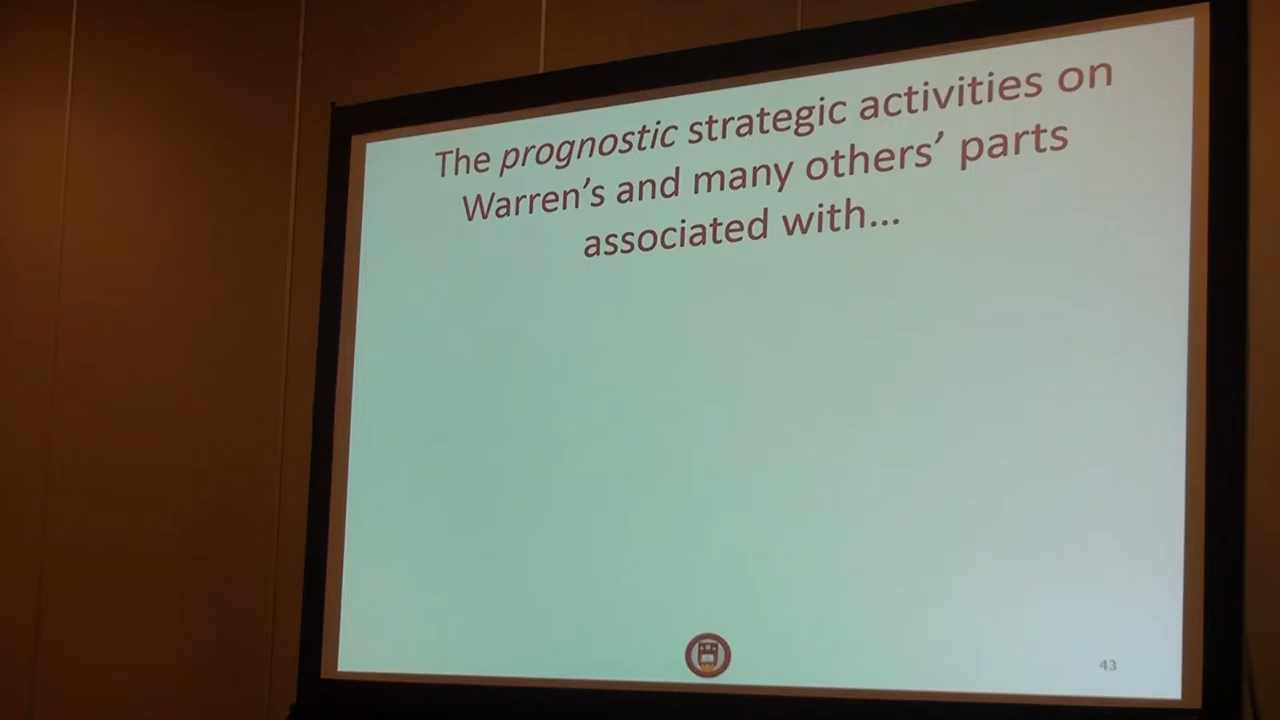 The prognostic strategic activities on
Warren's and many others' parts
associated with...
43